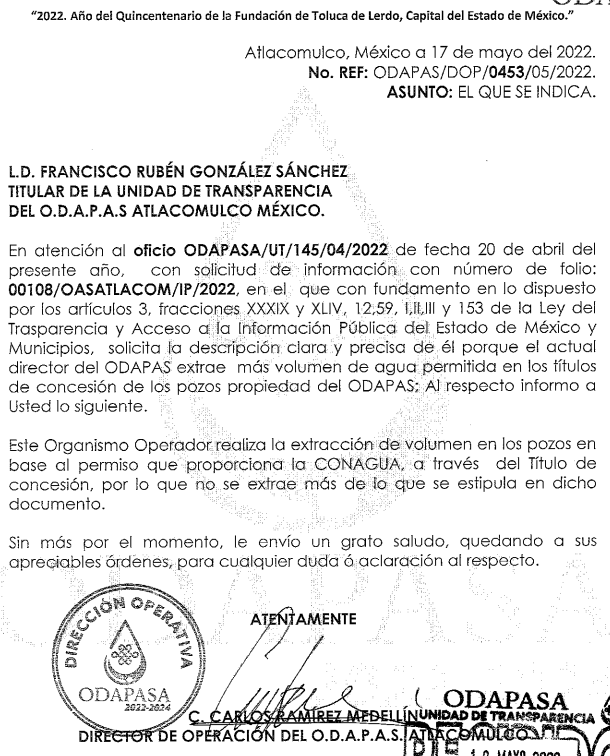 ODA
"2022. Año del Quincentenario de la Fundación de Toluca de Lerdo, Capital del Estado de México."
Atlacomulco, México a 17 de mayo del 2022.
No. REF: ODAPAS/DOP/0453/05/2022.
ASUNTO: EL QUE SE INDICA.
L.D. FRANCISCO RUBÉN GONZÁLEZ SÁNCHEZ
TITULAR DE LA UNIDAD DE TRANSPARENCIA
DEL O.D.A.P.A.S ATLACOMULCO MÉXICO.
En atención al oficio ODAPASA/UT/145/04/2022 de fecha 20 de abril del
presente año, con solicitud de información con número de folio:
00108/OASATLACOM/IP/2022, en el que con fundamento en lo dispuesto
por los artículos 3, fracciones XXXIX y XLIV, 12,59, I,II,III y 153 de la Ley del
Trasparencia y Acceso a la Información Pública del Estado de México y
Municipios, solicita la descripción clara y precisa de él porque el actual
director del ODAPAS extrae más volumen de agua permitida en los títulos
de concesión de los pozos propiedad del ODAPAS; Al respecto informo a
Usted lo siguiente.
Este Organismo Operador realiza la extracción de volumen en los pozos en
base al permiso que proporciona la CONAGUA, a través del Título de
concesión, por lo que no se extrae más de lo que se estipula en dicho
documento.
Sin más por el momento, le envío un grato saludo, quedando a sus
apreciables órdenes, para cualquier duda ó aclaración al respecto.
ODAPASA
ATENTAMENTE
DIRECCIÓN OPERATIVA
ODAPASA
2022-2024
C. CARLOS RAMÍREZ MEDELLÍN
DIRECTOR DE OPERACIÓN DEL O.D.A.P.A.S. ATLACOMULCO
ODAPASA
UNIDAD DE TRANSPARENCIA
MAYO 2022